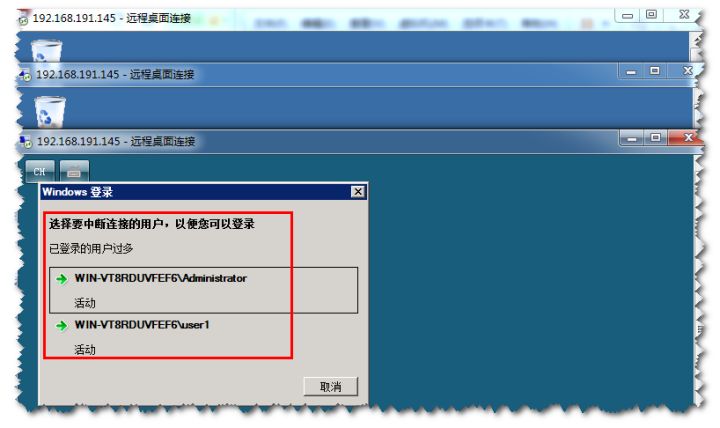 192.168.191.145 - 远程桌面连接
192.168.191.145 - 远程桌面连接
192.168.191.145 - 远程桌面连接
CH
Windows 登录
选择要中断连接的用户，以便您可以登录
已登录的用户过多
WIN-VT8RDUVFEF6\Administrator
活动
WIN-VT8RDUVFEF6\user1
活动
取消